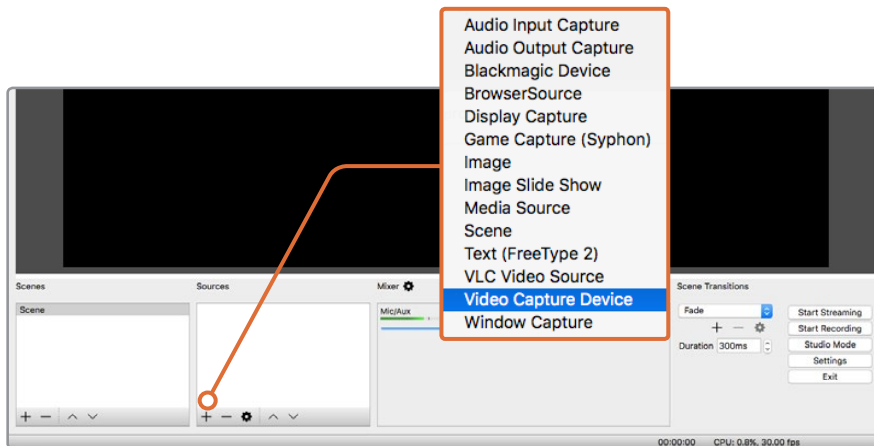 Audio Input Capture
Audio Output Capture
Blackmagic Device
BrowserSource
Display Capture
Game Capture (Syphon)
Image
Image Slide Show
Media Source
Scene
Text (FreeType 2)
VLC Video Source
Video Capture Device
Window Capture
Scenes
Scene
Sources
Mixer
Mic/Aux
Scene Transitions
Fade
Duration 300ms
Start Streaming
Start Recording
Studio Mode
Settings
Exit
00:00:00 CPU: 0.8%, 30.00 fps